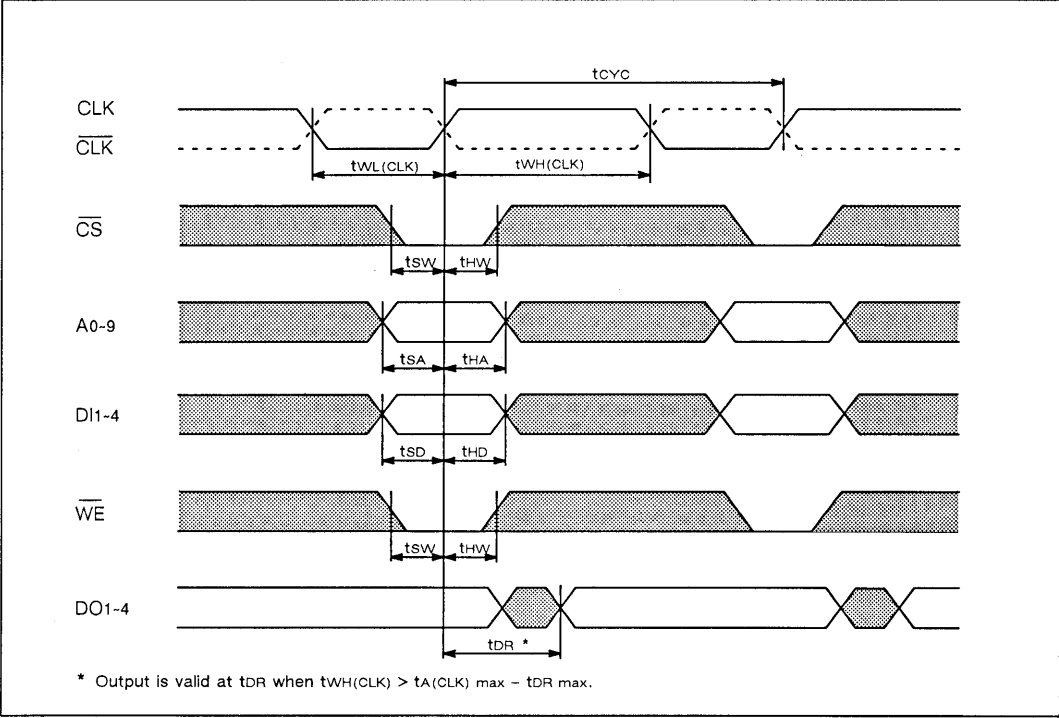 tCYC
CLK
CLK
tWL(CLK) tWH(CLK)
CS
tSW tHW
A0~9
tSA tHA
DI1~4
tSD tHD
WE
tSW tHW
DO1~4
tDR *
* Output is valid at tDR when tWH(CLK) > tA(CLK) max – tDR max.